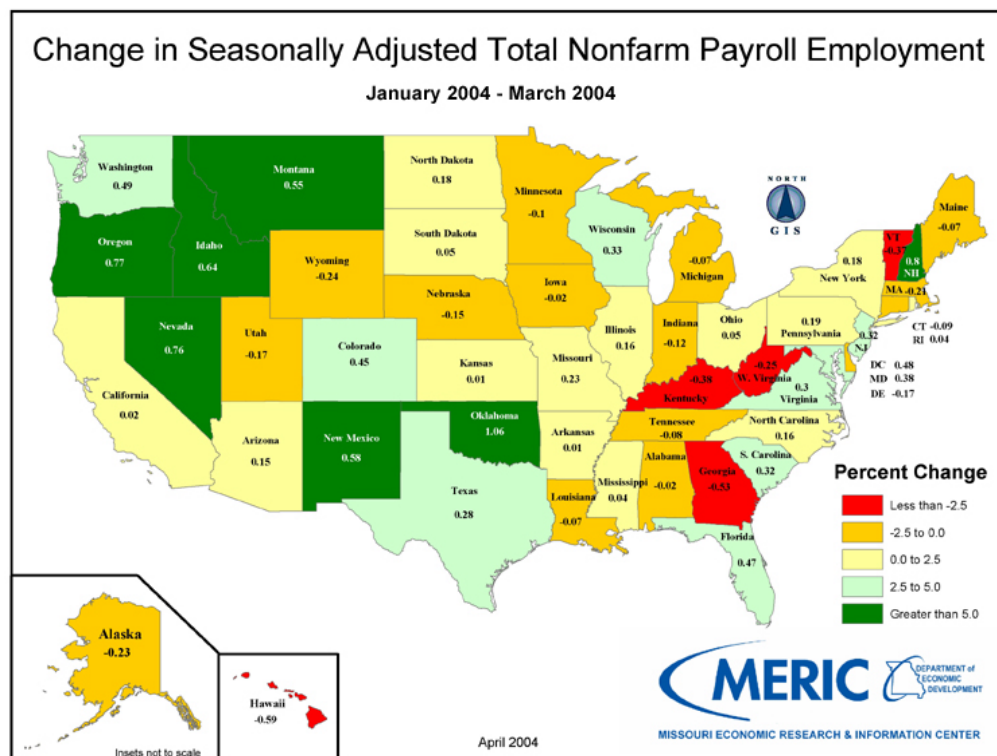 Change in Seasonally Adjusted Total Nonfarm Payroll Employment
January 2004 - March 2004
Washington
0.49
Montana
0.55
North Dakota
0.18
Minnesota
-0.1
NORTH
GIS
Maine
-0.07
Oregon
0.77
Idaho
0.64
Wyoming
-0.24
South Dakota
0.05
Wisconsin
0.33
-0.07
Michigan
0.18
New York
VT
-0.37
0.8
NH
MA -0.21
CT -0.09
RI 0.04
Nevada
0.76
Utah
-0.17
Colorado
0.45
Nebraska
-0.15
Iowa
-0.02
Illinois
0.16
Indiana
-0.12
Ohio
0.05
0.19
Pennsylvania
0.32
NJ
DC 0.48
MD 0.38
DE -0.17
California
0.02
Kansas
0.01
Missouri
0.23
-0.38
Kentucky
-0.25
W. Virginia
0.3
Virginia
Arizona
0.15
New Mexico
0.58
Oklahoma
1.06
Arkansas
0.01
Tennessee
-0.08
North Carolina
0.16
Texas
0.28
Louisiana
-0.07
Mississippi
0.04
Alabama
-0.02
Georgia
-0.53
S. Carolina
0.32
Florida
0.47
Percent Change
Less than -2.5
-2.5 to 0.0
0.0 to 2.5
2.5 to 5.0
Greater than 5.0
Alaska
-0.23
Hawaii
-0.59
Insets not to scale
April 2004
MERIC
DEPARTMENT of
ECONOMIC
DEVELOPMENT
MISSOURI ECONOMIC RESEARCH & INFORMATION CENTER